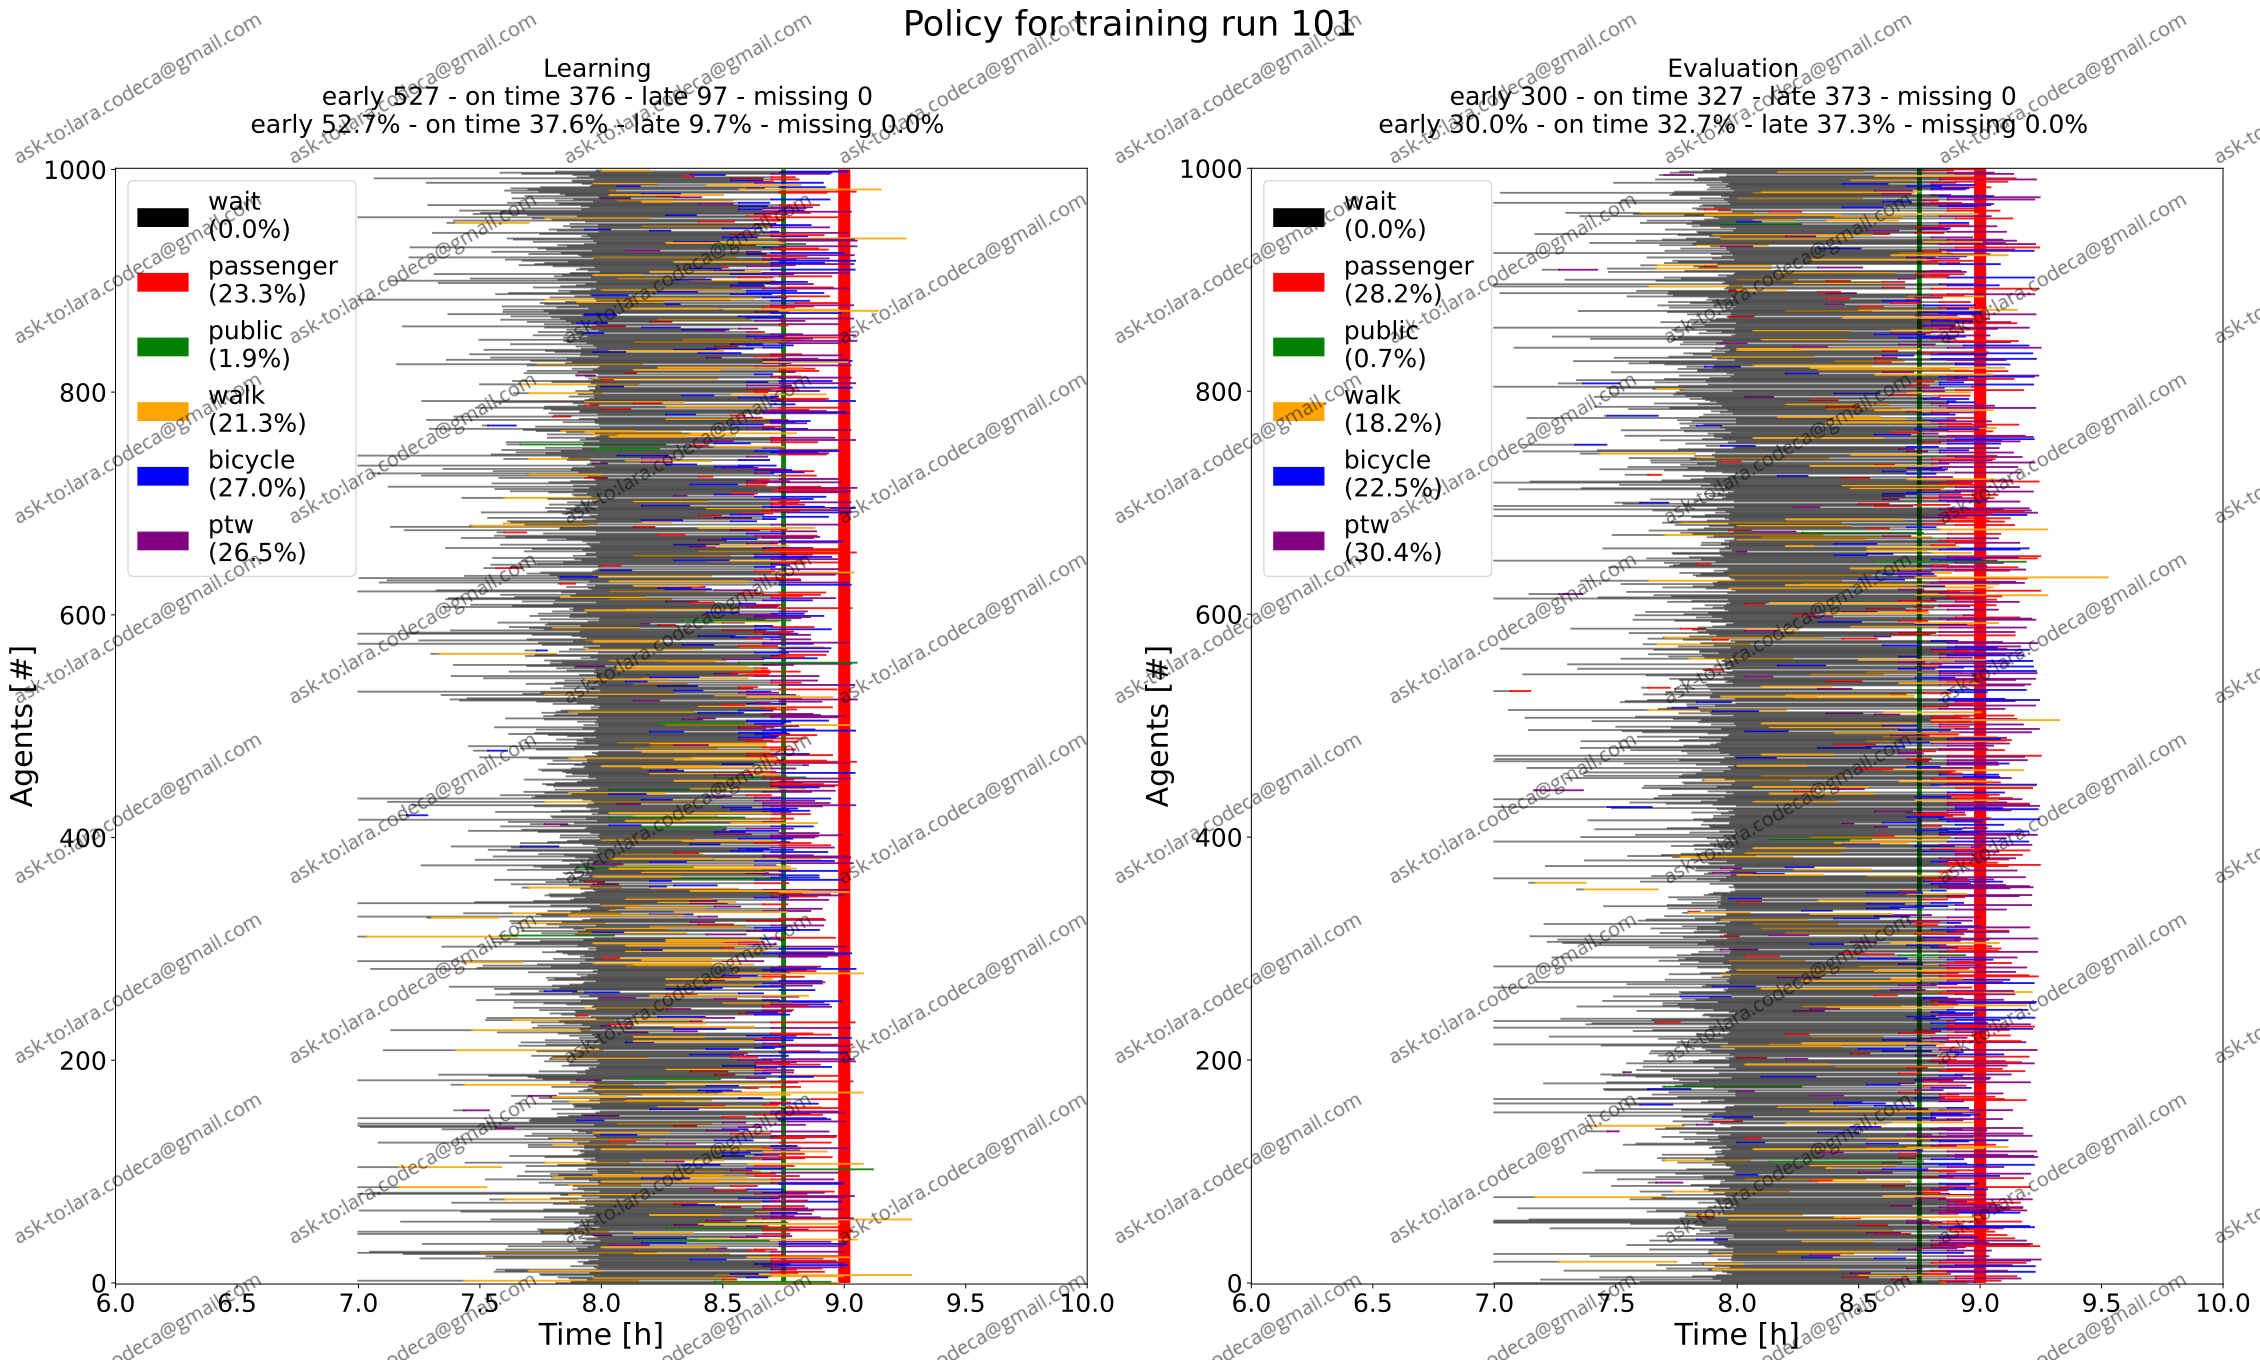 Policy for training run 101
Learning
early 527 - on time 376 - late 97 - missing 0
early 52.7% - on time 37.6% - late 9.7% - missing 0.0%
1000
800
600
400
200
0
Agents [#]
wait
(0.0%)
passenger
(23.3%)
public
(1.9%)
walk
(21.3%)
bicycle
(27.0%)
ptw
(26.5%)
6.0 6.5 7.0 7.5 8.0 8.5 9.0 9.5 10.0
Time [h]
Evaluation
early 300 - on time 327 - late 373 - missing 0
early 30.0% - on time 32.7% - late 37.3% - missing 0.0%
1000
800
600
400
200
0
Agents [#]
wait
(0.0%)
passenger
(28.2%)
public
(0.7%)
walk
(18.2%)
bicycle
(22.5%)
ptw
(30.4%)
6.0 6.5 7.0 7.5 8.0 8.5 9.0 9.5 10.0
Time [h]
ask-to:lara.codeca@gmail.com